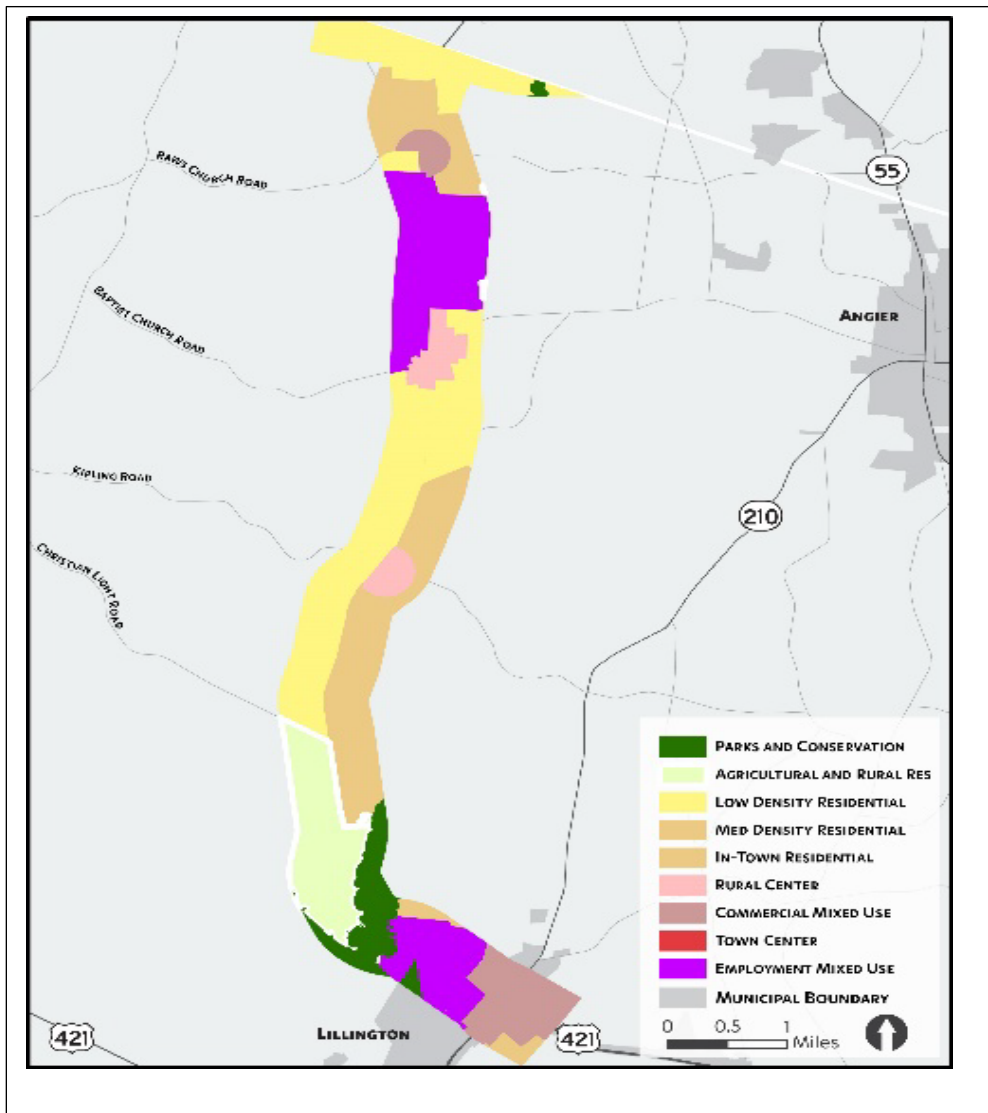 RAWS CHURCH ROAD
55
BAPTIST CHURCH ROAD
ANGIER
KIPLING ROAD
210
CHRISTIAN LIGHT ROAD
PARKS AND CONSERVATION
AGRICULTURAL AND RURAL RES
LOW DENSITY RESIDENTIAL
MED DENSITY RESIDENTIAL
IN-TOWN RESIDENTIAL
RURAL CENTER
COMMERCIAL MIXED USE
TOWN CENTER
EMPLOYMENT MIXED USE
MUNICIPAL BOUNDARY
0 0.5 1
Miles
421
LILLINGTON
421